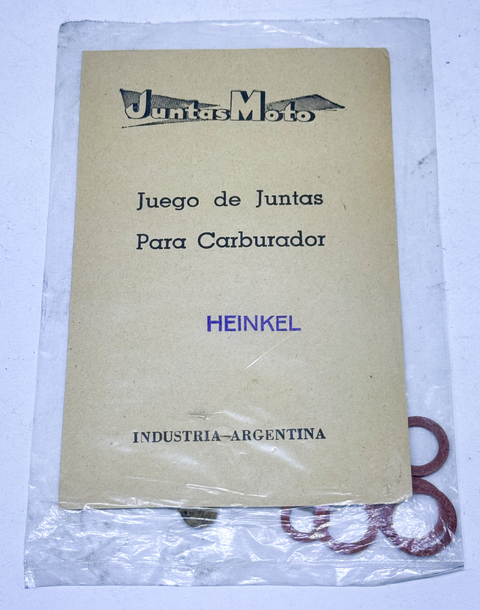 JuntasMoto
Juego de Juntas
Para Carburador
HEINKEL
INDUSTRIA-ARGENTINA